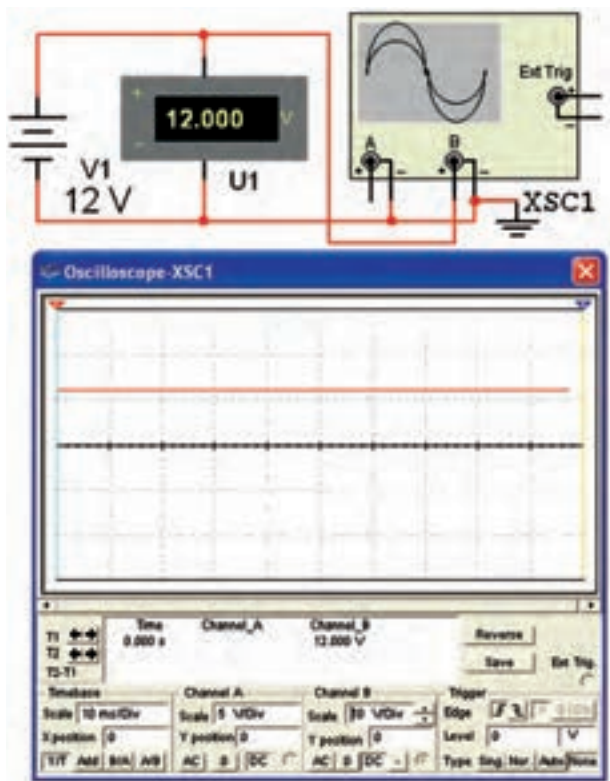 Ext Trig
+
12.000 V
A
B
V1
12 V
U1
XSC1
Oscilloscope-XSC1
Time Channel_A Channel_B
T1 0.000 s 12.000 V
T2
T2-T1
Reverse
Save
Ext Trig.
Timebase Channel A Channel B Trigger
Scale 10 ms/Div Scale 5 V/Div Scale 10 V/Div Edge
X position 0 Y position 0 Y position 0 Level 0 V
Y/T Add B/A A/B AC 0 DC AC 0 DC - Type Sing. Nor. Auto None